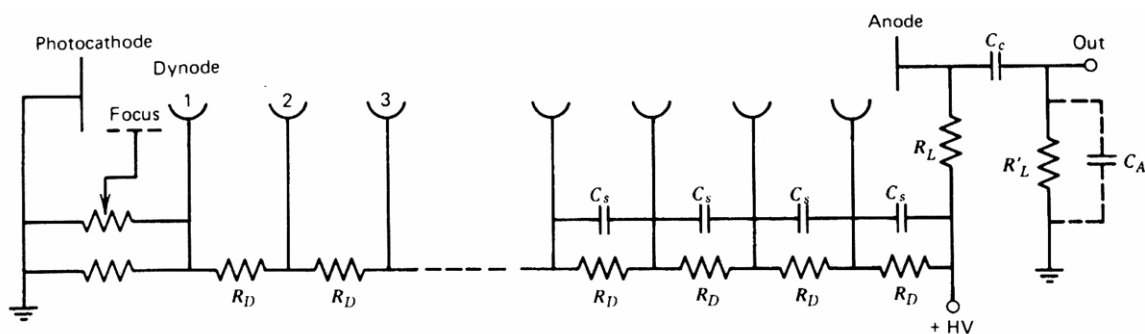 Anode
Photocathode
C_c
Out
Dynode
1
2
3
Focus
R_L
R'_L
C_A
C_s
C_s
C_s
C_s
R_D
R_D
R_D
R_D
R_D
R_D
+ HV